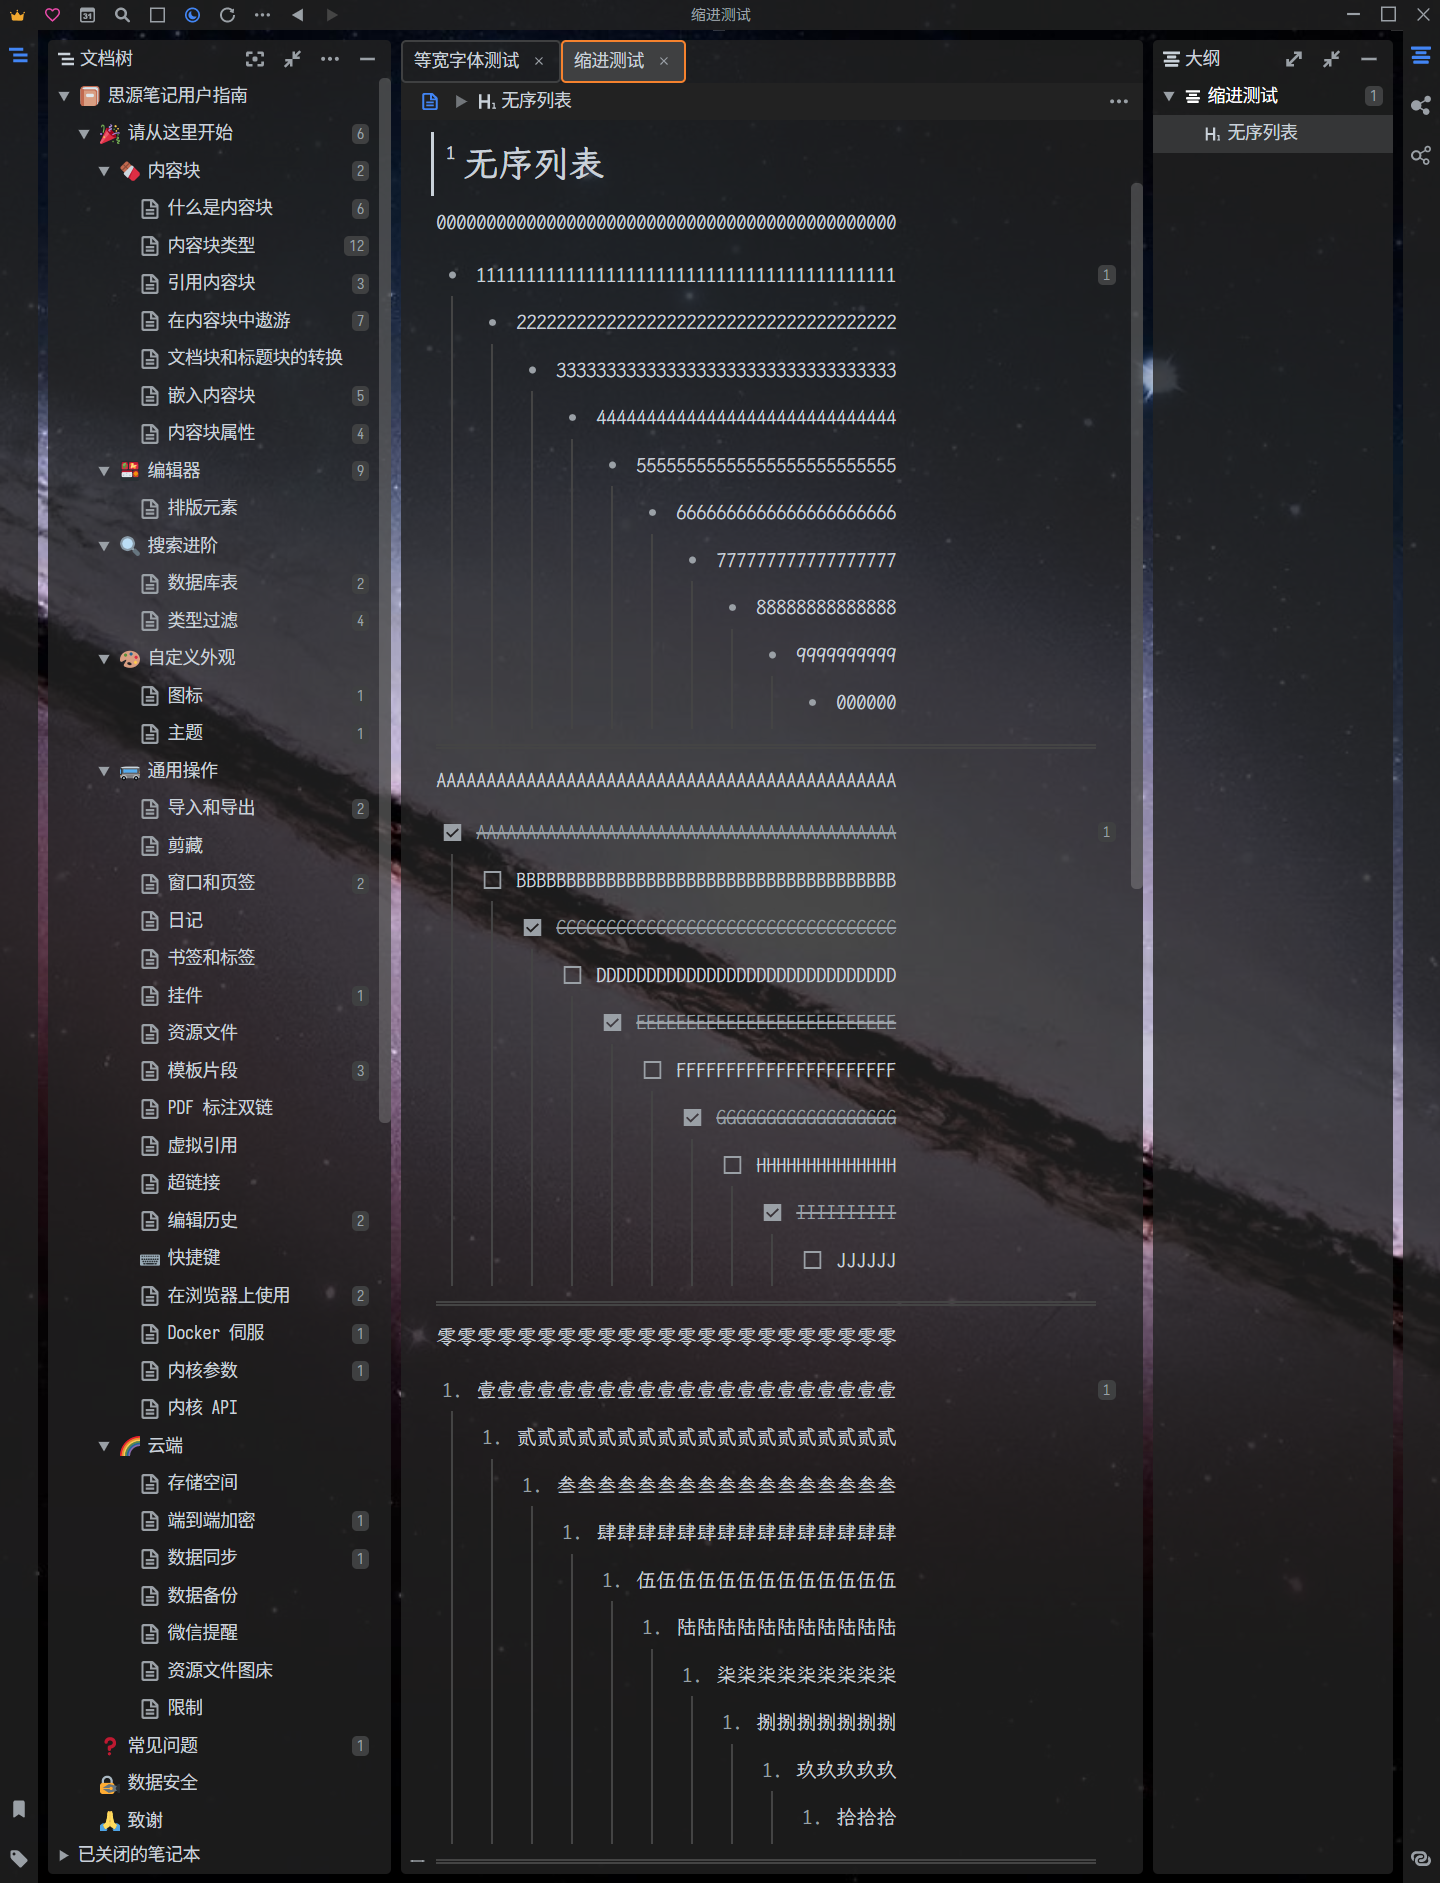 31
缩进测试
文档树
思源笔记用户指南
请从这里开始 6
内容块 2
什么是内容块 6
内容块类型 12
引用内容块 3
在内容块中遨游 7
文档块和标题块的转换
嵌入内容块 5
内容块属性 4
编辑器 9
排版元素
搜索进阶
数据库表 2
类型过滤 4
自定义外观
图标 1
主题 1
通用操作
导入和导出 2
剪藏
窗口和页签 2
日记
书签和标签
挂件 1
资源文件
模板片段 3
PDF 标注双链
虚拟引用
超链接
编辑历史 2
快捷键
在浏览器上使用 2
Docker 伺服 1
内核参数 1
内核 API
云端
存储空间
端到端加密 1
数据同步 1
数据备份
微信提醒
资源文件图床
限制
常见问题 1
数据安全
致谢
已关闭的笔记本
等宽字体测试 × 缩进测试 ×
H1 无序列表
1 无序列表
0000000000000000000000000000000000000000000000
• 111111111111111111111111111111111111111111 1
• 22222222222222222222222222222222222222
• 3333333333333333333333333333333333
• 444444444444444444444444444444
• 55555555555555555555555555
• 6666666666666666666666
• 777777777777777777
• 88888888888888
• 9999999999
• 000000
AAAAAAAAAAAAAAAAAAAAAAAAAAAAAAAAAAAAAAAAAAAAAA
AAAAAAAAAAAAAAAAAAAAAAAAAAAAAAAAAAAAAAAAAA 1
BBBBBBBBBBBBBBBBBBBBBBBBBBBBBBBBBBBBBB
CCCCCCCCCCCCCCCCCCCCCCCCCCCCCCCCCC
DDDDDDDDDDDDDDDDDDDDDDDDDDDDDD
EEEEEEEEEEEEEEEEEEEEEEEEEE
FFFFFFFFFFFFFFFFFFFFFF
GGGGGGGGGGGGGGGGGG
HHHHHHHHHHHHHH
IIIIIIIIII
JJJJJJ
零零零零零零零零零零零零零零零零零零零零零零零
1. 壹壹壹壹壹壹壹壹壹壹壹壹壹壹壹壹壹壹壹壹壹 1
1. 贰贰贰贰贰贰贰贰贰贰贰贰贰贰贰贰贰贰贰
1. 叁叁叁叁叁叁叁叁叁叁叁叁叁叁叁叁叁
1. 肆肆肆肆肆肆肆肆肆肆肆肆肆肆肆
1. 伍伍伍伍伍伍伍伍伍伍伍伍伍
1. 陆陆陆陆陆陆陆陆陆陆陆
1. 柒柒柒柒柒柒柒柒柒
1. 捌捌捌捌捌捌捌
1. 玖玖玖玖玖
1. 拾拾拾
大纲
缩进测试 1
H1 无序列表